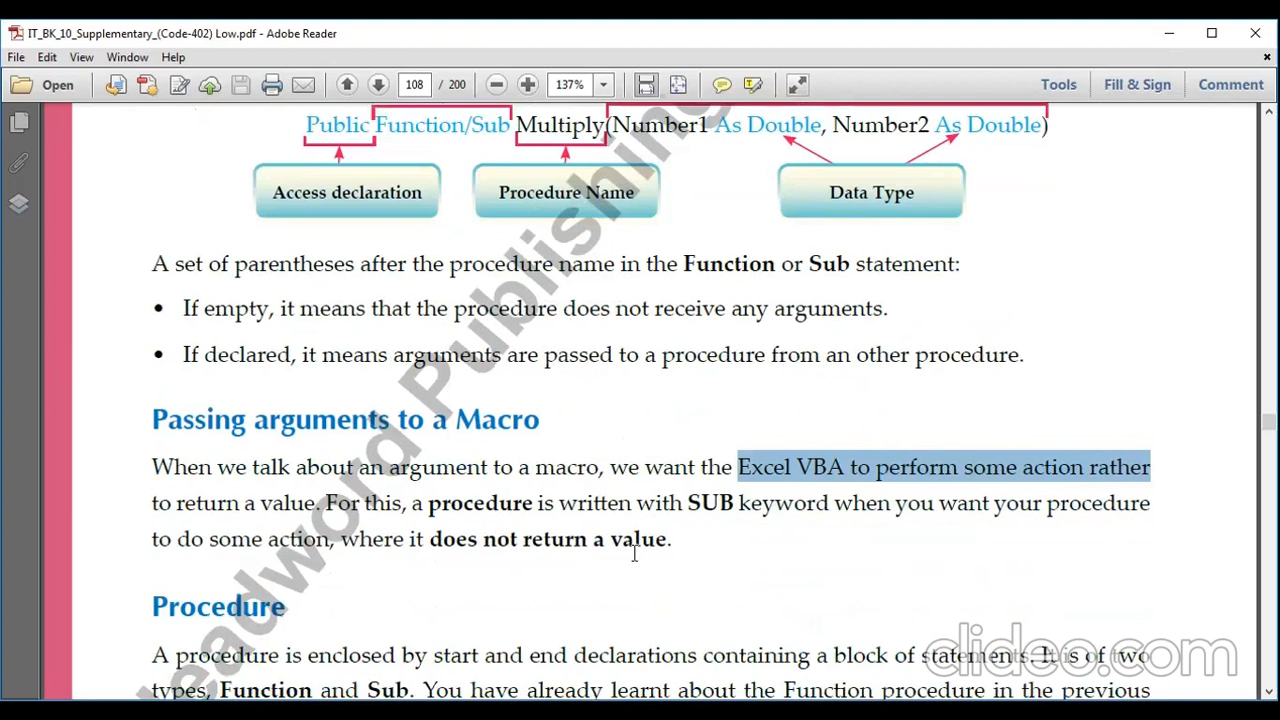 IT_BK_10_Supplementary_(Code-402) Low.pdf - Adobe Reader
File Edit View Window Help
Open 108 / 200 137% Tools Fill & Sign Comment
Public Function/Sub Multiply(Number1 As Double, Number2 As Double)
Access declaration Procedure Name Data Type
A set of parentheses after the procedure name in the Function or Sub statement:
• If empty, it means that the procedure does not receive any arguments.
• If declared, it means arguments are passed to a procedure from an other procedure.
Passing arguments to a Macro
When we talk about an argument to a macro, we want the Excel VBA to perform some action rather
to return a value. For this, a procedure is written with SUB keyword when you want your procedure
to do some action, where it does not return a value.
Procedure
A procedure is enclosed by start and end declarations containing a block of statements. It is of two
types, Function and Sub. You have already learnt about the Function procedure in the previous
eadword Publishing
clideo.com